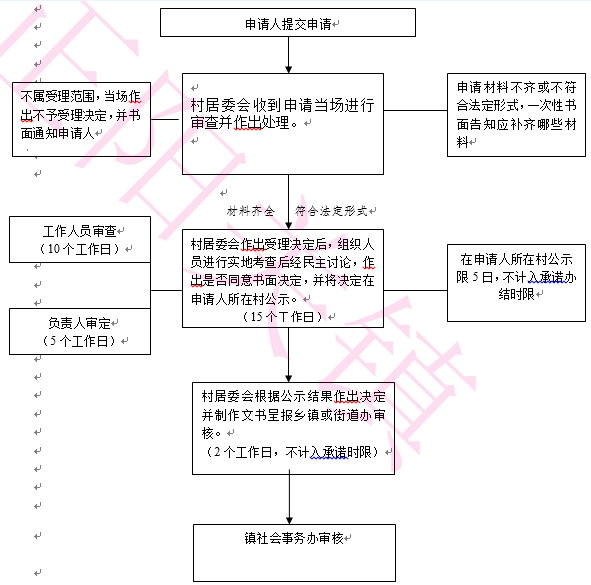 申请人提交申请
不属受理范围，当场作
出不予受理决定，并书
面通知申请人
村居委会收到申请当场进行
审查并作出处理。
申请材料不齐或不符
合法定形式，一次性书
面告知应补齐哪些材
料
材料齐全 符合法定形式
工作人员审查
（10个工作日）
负责人审定
（5个工作日）
村居委会作出受理决定后，组织人
员进行实地考查后经民主讨论，作
出是否同意书面决定，并将决定在
申请人所在村公示。
（15个工作日）
在申请人所在村公示
限5日，不计入承诺办
结时限
村居委会根据公示结果作出决定
并制作文书呈报乡镇或街道办审
核。
（2个工作日，不计入承诺时限）
镇社会事务办审核